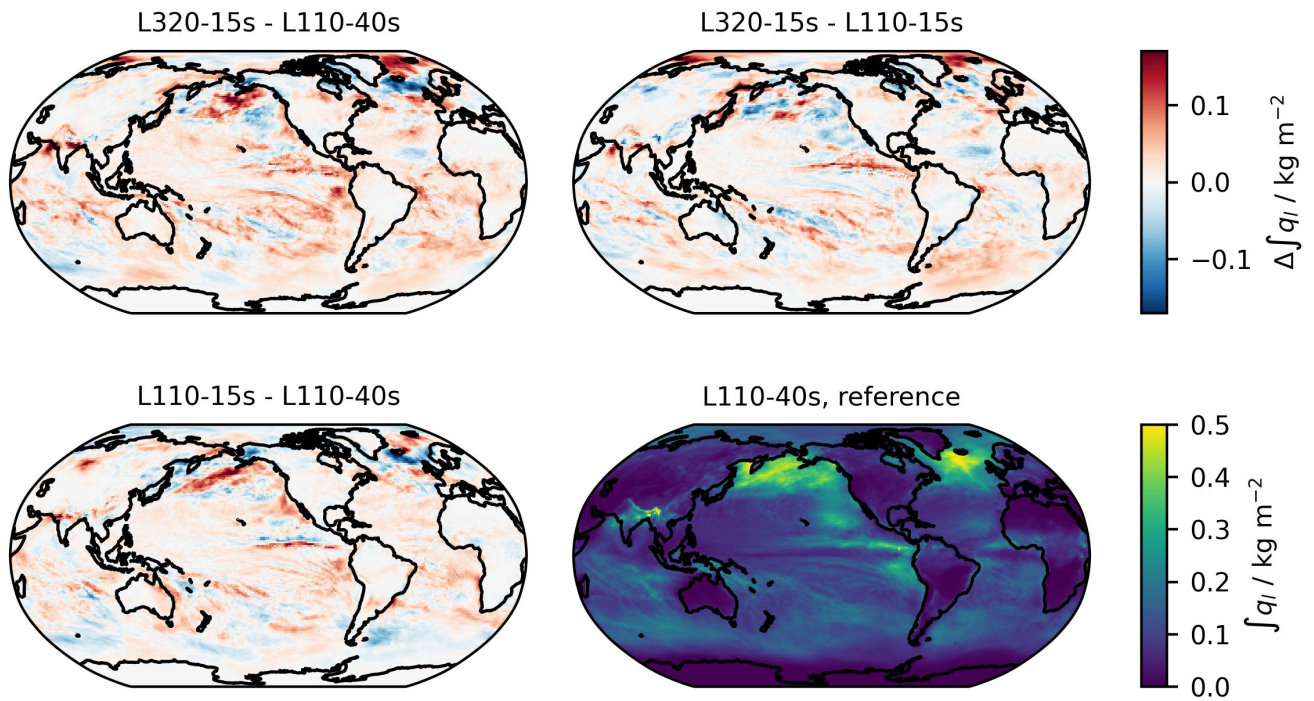 L320-15s - L110-40s
L320-15s - L110-15s
0.1
0.0
−0.1
Δ∫ q_l / kg m⁻²
L110-15s - L110-40s
L110-40s, reference
0.5
0.4
0.3
0.2
0.1
0.0
∫ q_l / kg m⁻²